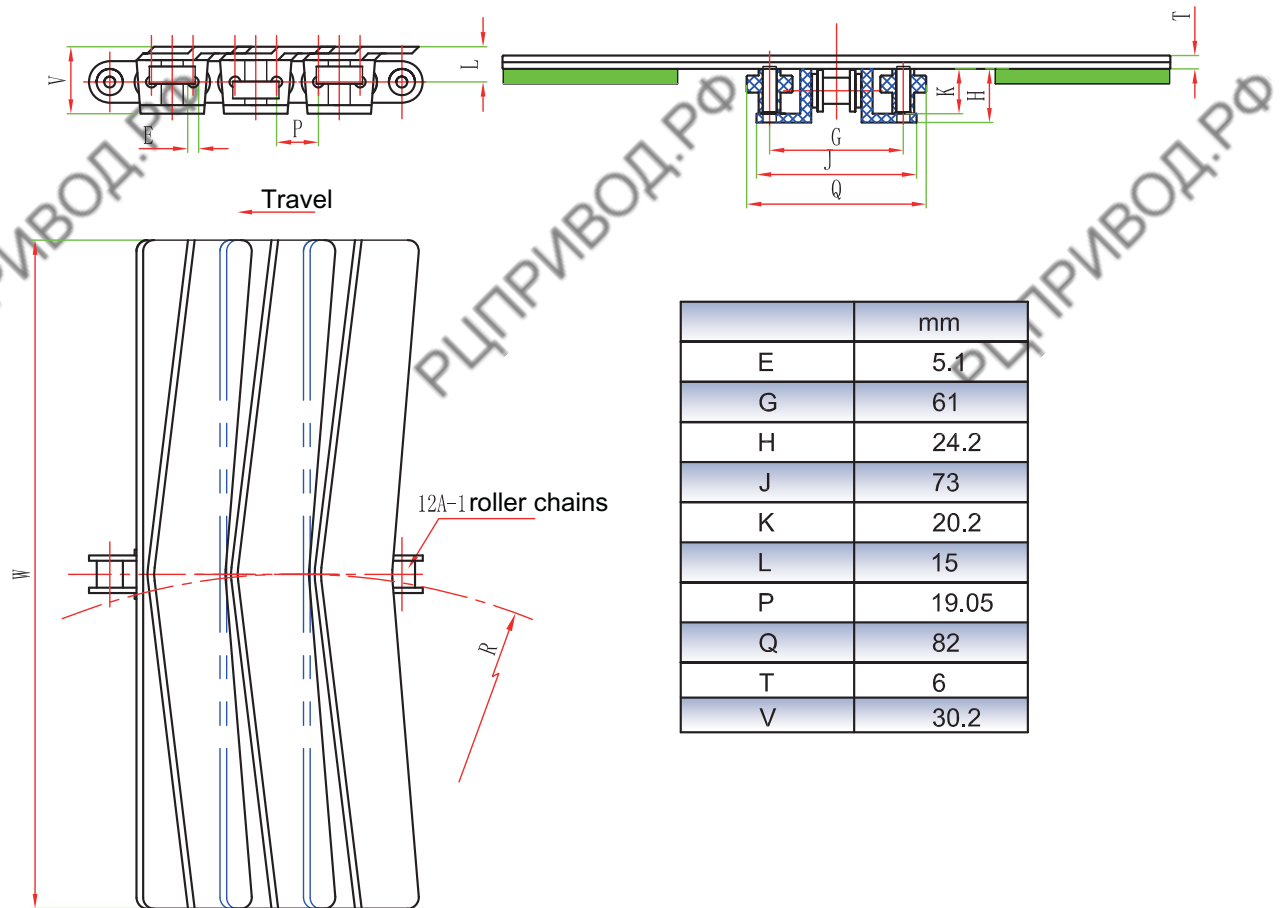 V
L
E
P
T
K
H
G
J
Q
РЦПРИВОД.РФ
РЦПРИВОД.РФ
РЦПРИВОД.РФ
Travel
W
12A-1 roller chains
R
mm
E 5.1
G 61
H 24.2
J 73
K 20.2
L 15
P 19.05
Q 82
T 6
V 30.2